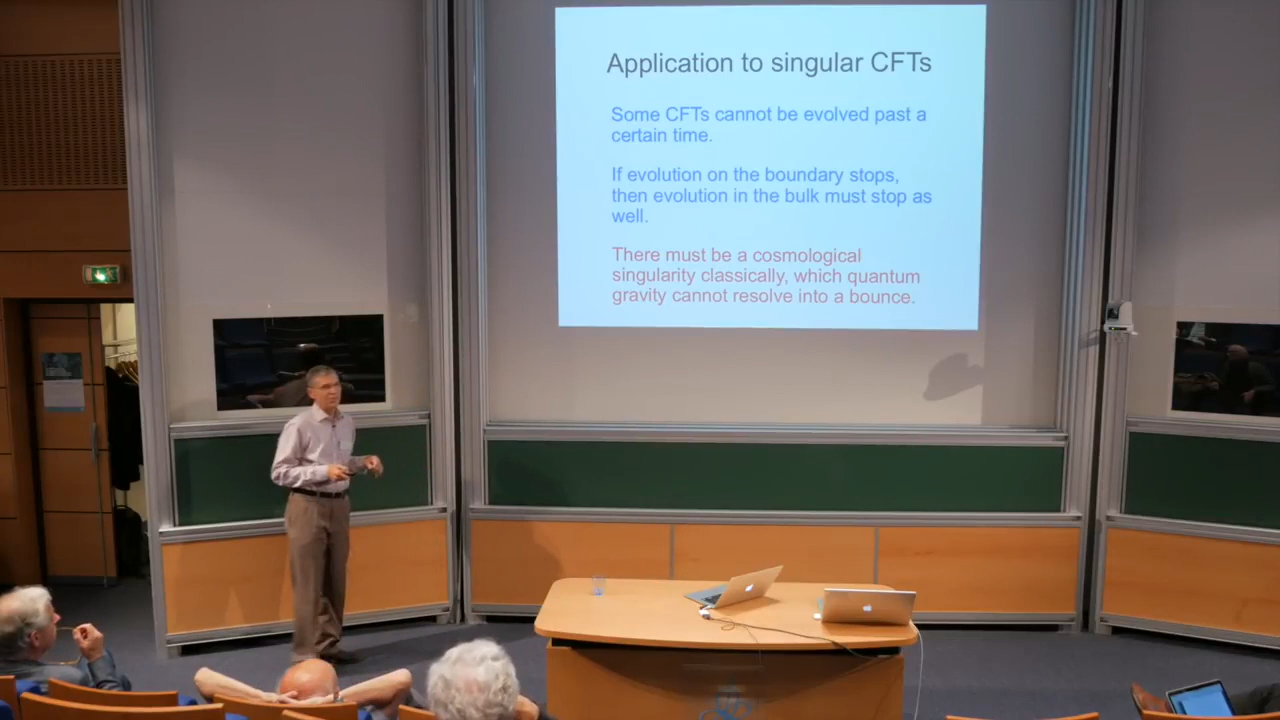 Application to singular CFTs
Some CFTs cannot be evolved past a
certain time.
If evolution on the boundary stops,
then evolution in the bulk must stop as
well.
There must be a cosmological
singularity classically, which quantum
gravity cannot resolve into a bounce.